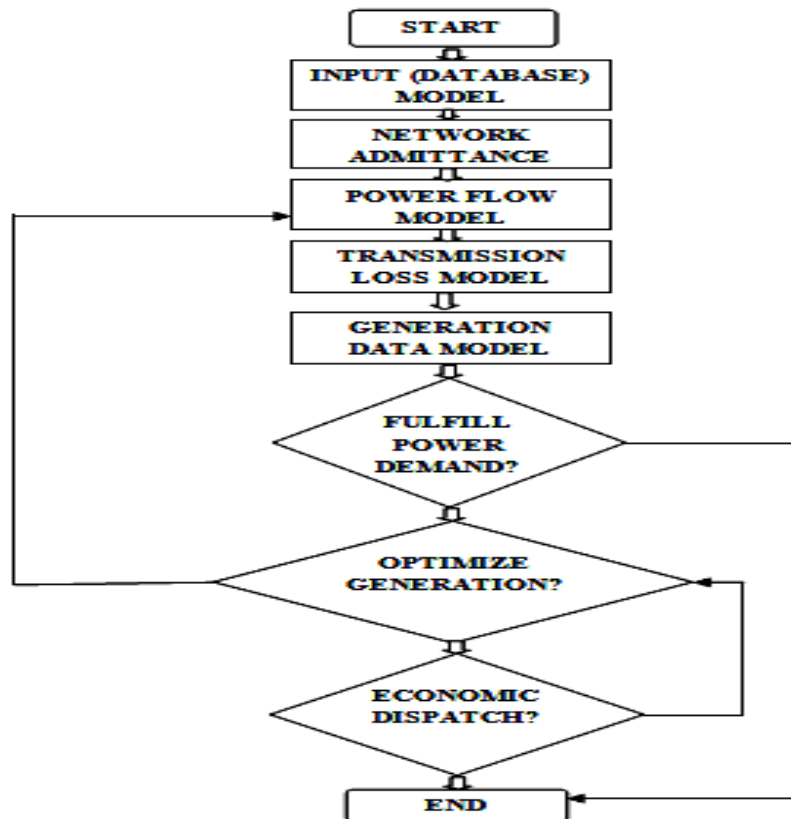 START
INPUT (DATABASE)
MODEL
NETWORK
ADMITTANCE
POWER FLOW
MODEL
TRANSMISSION
LOSS MODEL
GENERATION
DATA MODEL
FULFILL
POWER
DEMAND?
OPTIMIZE
GENERATION?
ECONOMIC
DISPATCH?
END